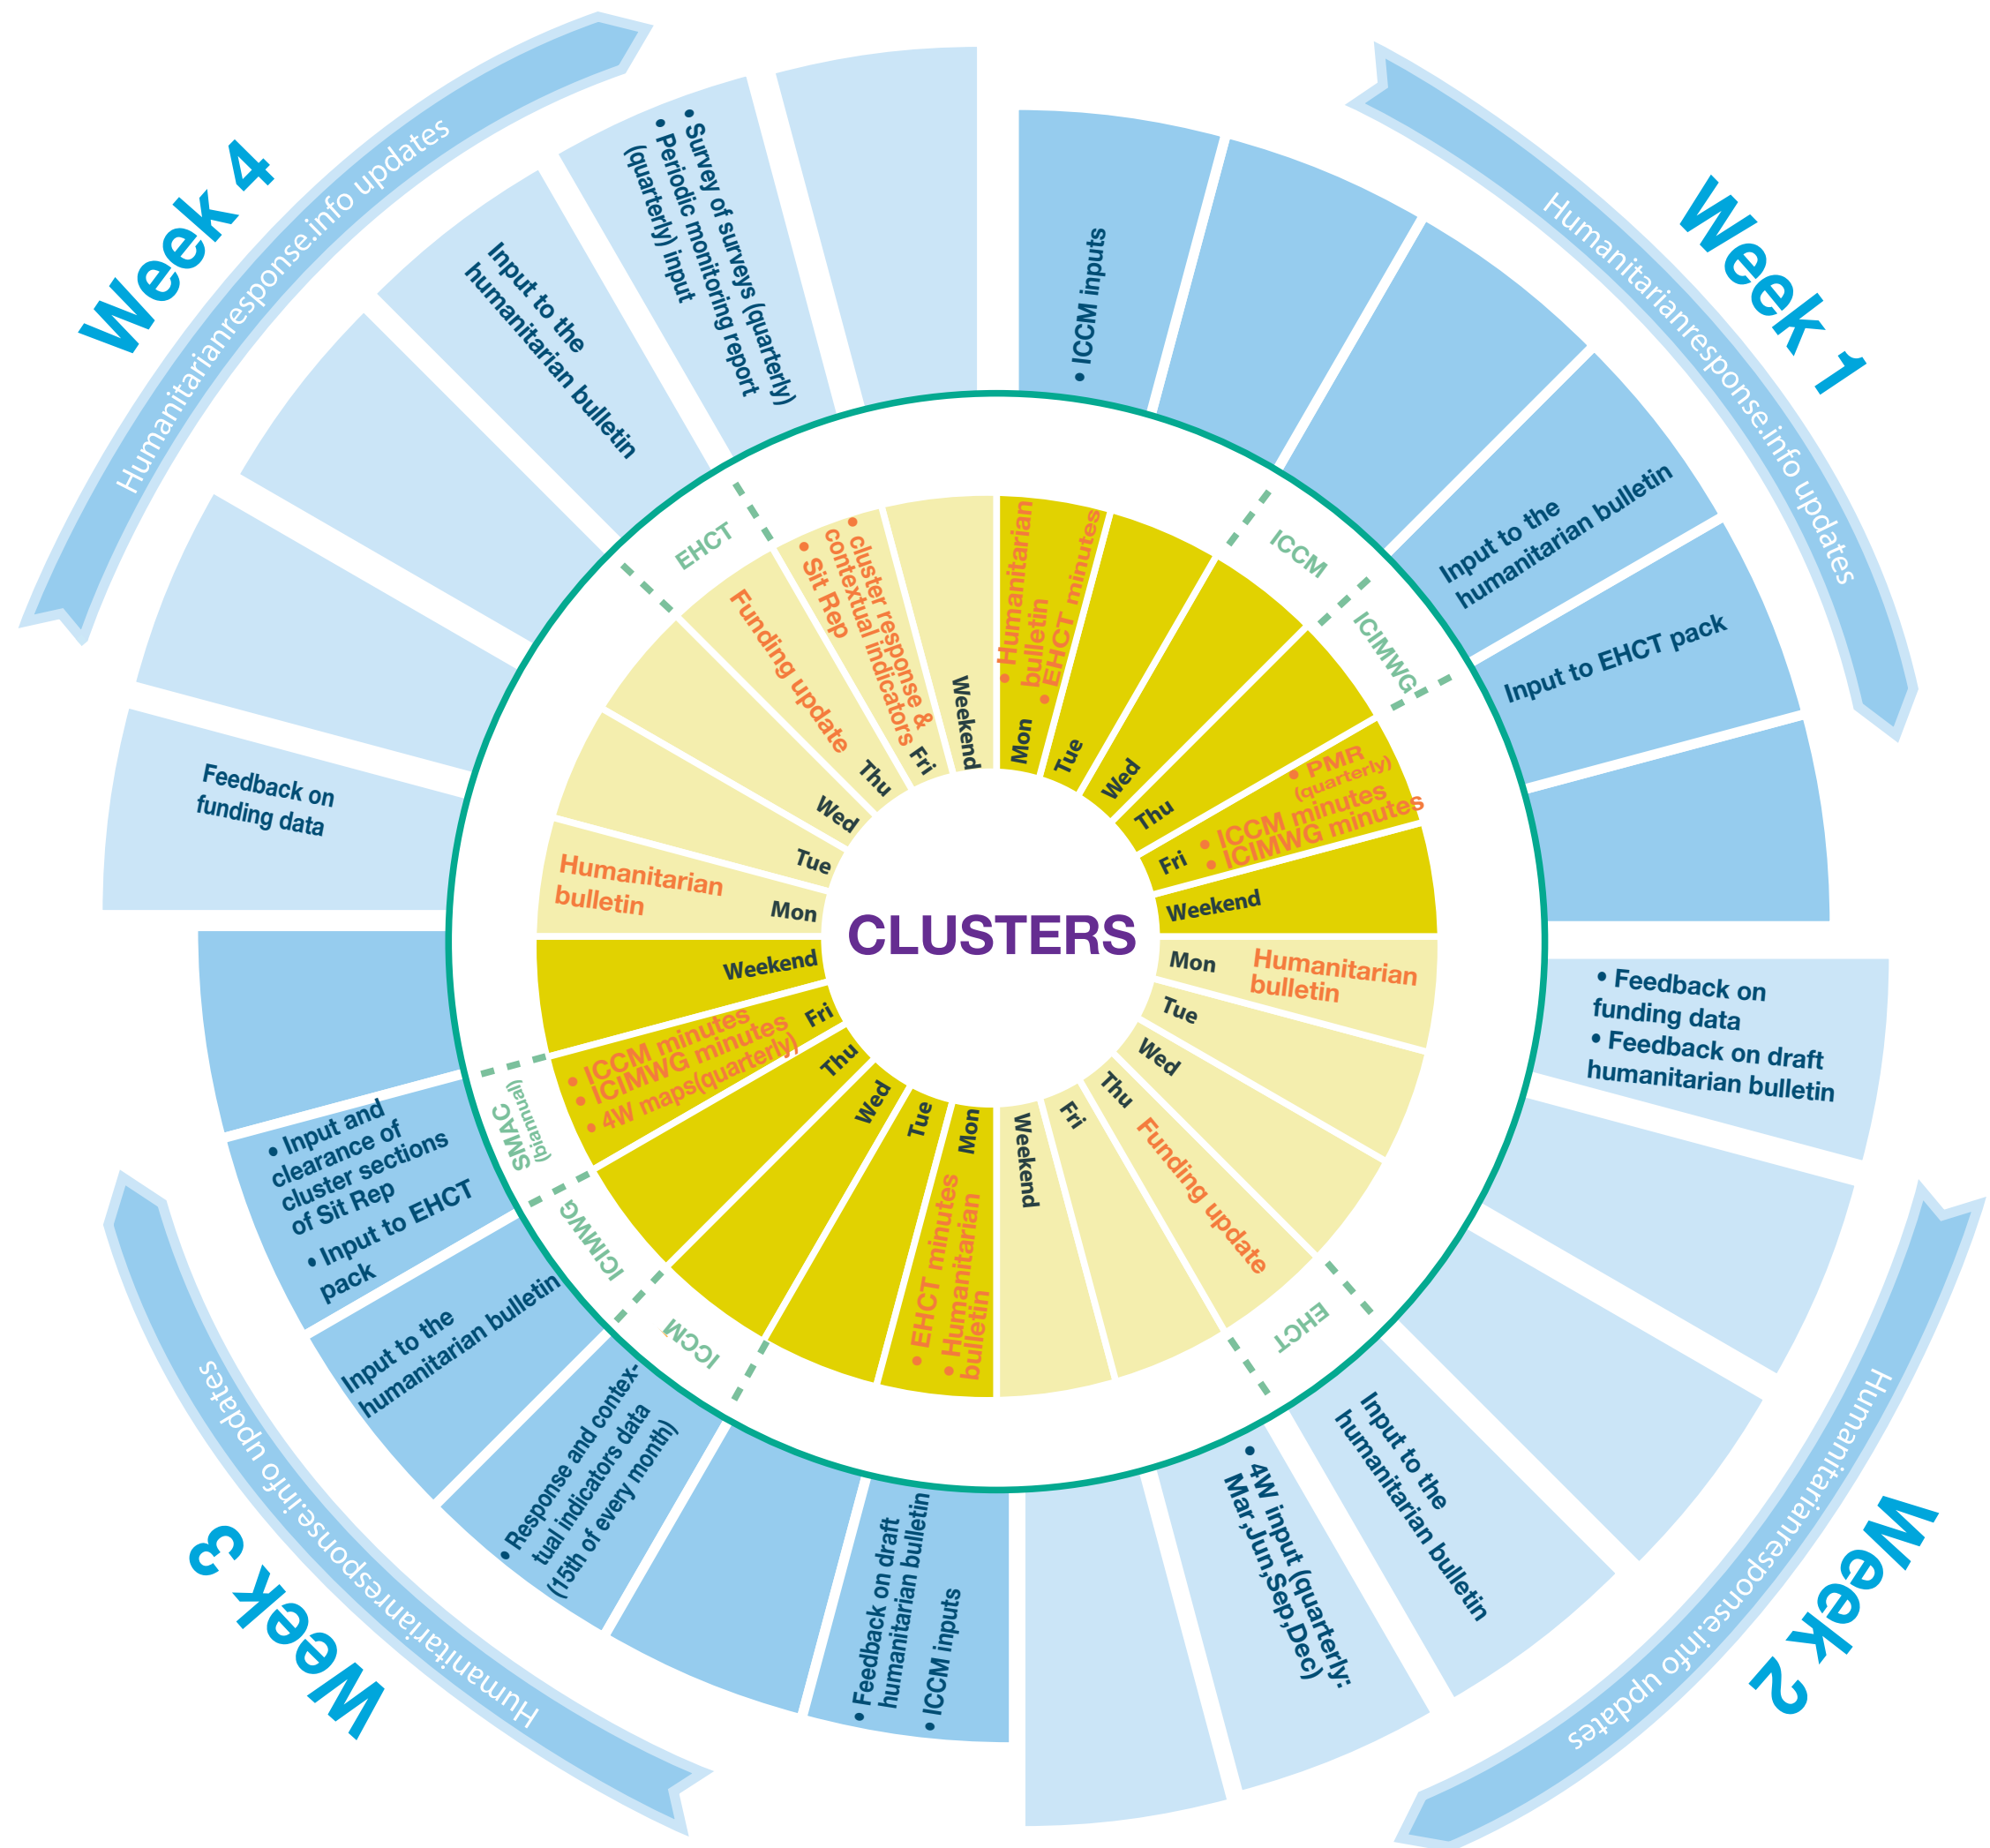 CLUSTERS
Week 1
Humanitarianresponse.info updates
• ICCM inputs
Input to the
humanitarian bulletin
Input to EHCT pack
ICCM
ICIMWG
Mon
• Humanitarian
bulletin
• EHCT minutes
Tue
Wed
Thu
Fri
• PMR
(quarterly)
• ICCM minutes
• ICIMWG minutes
Weekend
Week 2
Humanitarianresponse.info updates
• Feedback on
funding data
• Feedback on draft
humanitarian bulletin
Input to the
humanitarian bulletin
• 4W input (quarterly:
Mar,Jun,Sep,Dec)
EHCT
Mon
Humanitarian
bulletin
Tue
Wed
Thu
Funding update
Fri
Weekend
Week 3
Humanitarianresponse.info updates
• Feedback on draft
humanitarian bulletin
• ICCM inputs
• Response and contex-
tual indicators data
(15th of every month)
Input to the
humanitarian bulletin
• Input and
clearance of
cluster sections
of Sit Rep
• Input to EHCT
pack
ICCM
ICIMWG
SMAC
(biannual)
Mon
• EHCT minutes
• Humanitarian
bulletin
Tue
Wed
Thu
Fri
• ICCM minutes
• ICIMWG minutes
• 4W maps(quarterly)
Weekend
Week 4
Humanitarianresponse.info updates
Feedback on
funding data
Input to the
humanitarian bulletin
• Survey of surveys (quarterly)
• Periodic monitoring report
(quarterly) input
EHCT
Mon
Humanitarian
bulletin
Tue
Wed
Thu
Funding update
Fri
• cluster response &
contextual indicators
• Sit Rep
Weekend